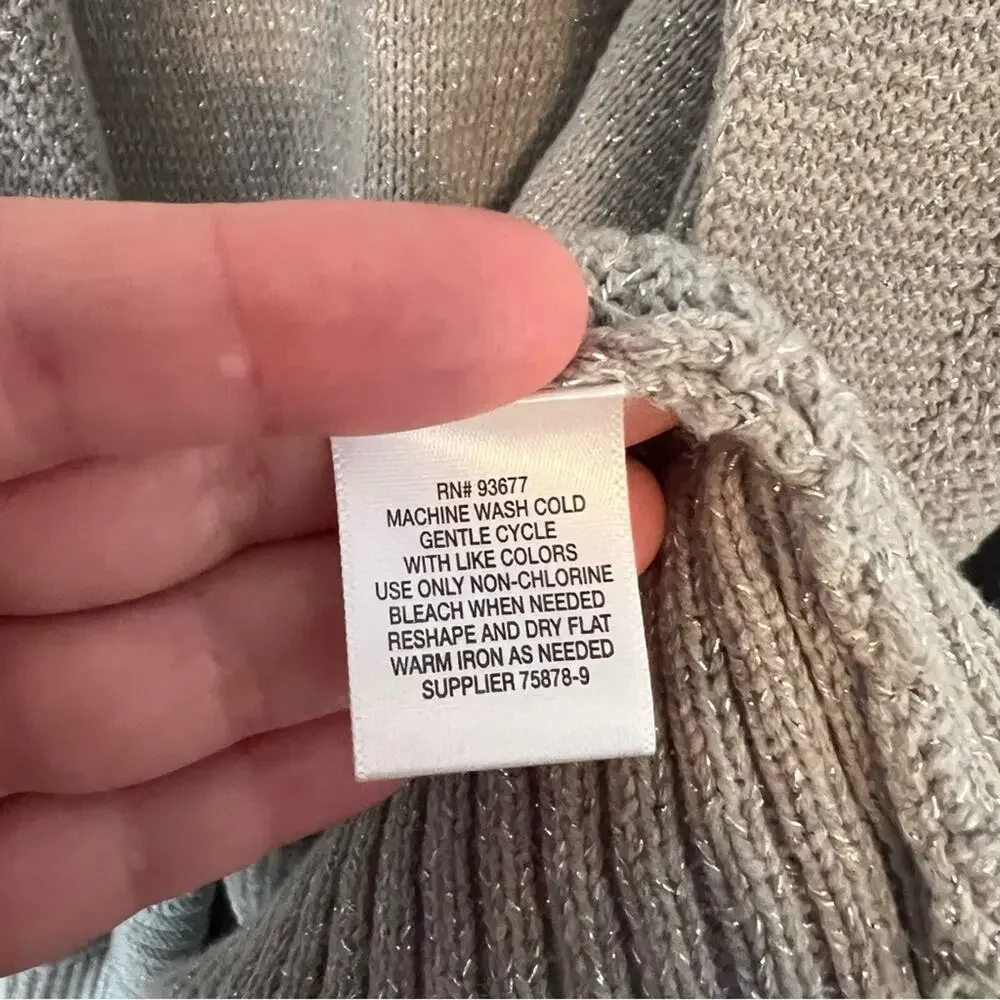 RN# 93677
MACHINE WASH COLD
GENTLE CYCLE
WITH LIKE COLORS
USE ONLY NON-CHLORINE
BLEACH WHEN NEEDED
RESHAPE AND DRY FLAT
WARM IRON AS NEEDED
SUPPLIER 75878-9